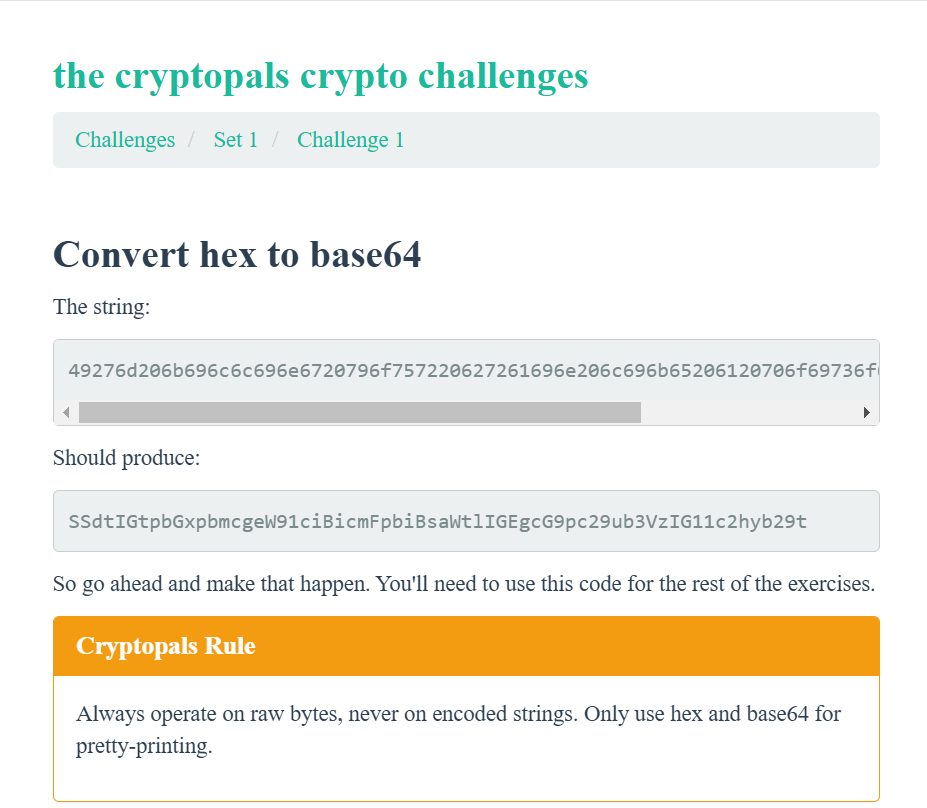 the cryptopals crypto challenges
Challenges / Set 1 / Challenge 1
Convert hex to base64
The string:
49276d206b696c6c696e6720796f757220627261696e206c696b65206120706f69736f6
Should produce:
SSdtIGtpbGxpbmcgeW91ciBicmFpbiBsaWtlIGEgcG9pc29ub3VzIG11c2hyb29t
So go ahead and make that happen. You'll need to use this code for the rest of the exercises.
Cryptopals Rule
Always operate on raw bytes, never on encoded strings. Only use hex and base64 for
pretty-printing.